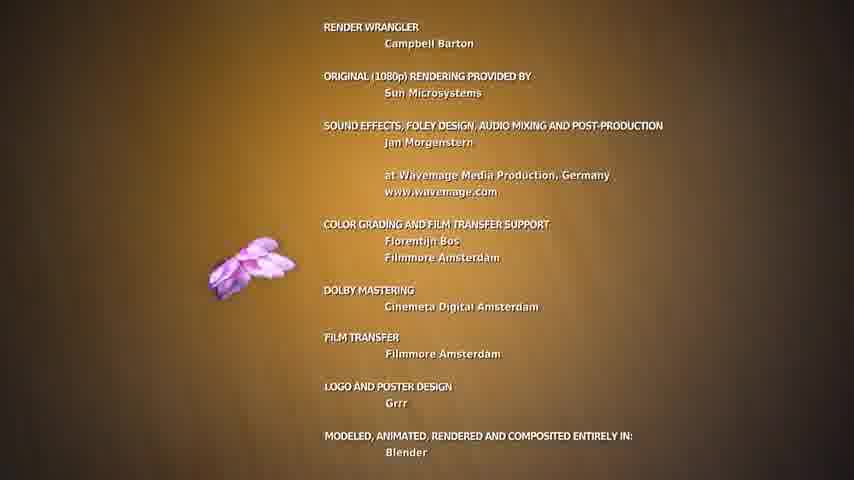 RENDER WRANGLER
Campbell Barton
ORIGINAL (1080p) RENDERING PROVIDED BY
Sun Microsystems
SOUND EFFECTS, FOLEY DESIGN, AUDIO MIXING AND POST-PRODUCTION
Jan Morgenstern
at Wavemage Media Production, Germany
www.wavemage.com
COLOR GRADING AND FILM TRANSFER SUPPORT
Florentijn Bos
Filmmore Amsterdam
DOLBY MASTERING
Cinemeta Digital Amsterdam
FILM TRANSFER
Filmmore Amsterdam
LOGO AND POSTER DESIGN
Grrr
MODELED, ANIMATED, RENDERED AND COMPOSITED ENTIRELY IN:
Blender